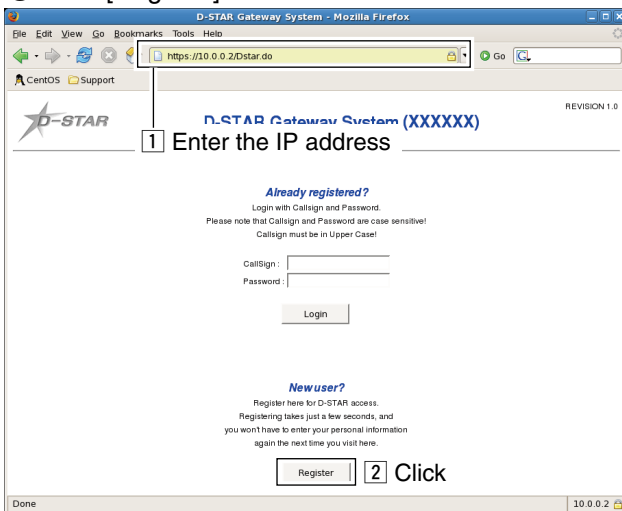 D-STAR Gateway System - Mozilla Firefox
File Edit View Go Bookmarks Tools Help
https://10.0.0.2/Dstar.do
Go
CentOS Support
1 Enter the IP address
REVISION 1.0
D-STAR
D-STAR Gateway System (XXXXXX)
Already registered?
Login with Callsign and Password.
Please note that Callsign and Password are case sensitive!
Callsign must be in Upper Case!
CallSign :
Password :
Login
New user?
Register here for D-STAR access.
Registering takes just a few seconds, and
you won't have to enter your personal information
again the next time you visit here.
Register
2 Click
Done
10.0.0.2